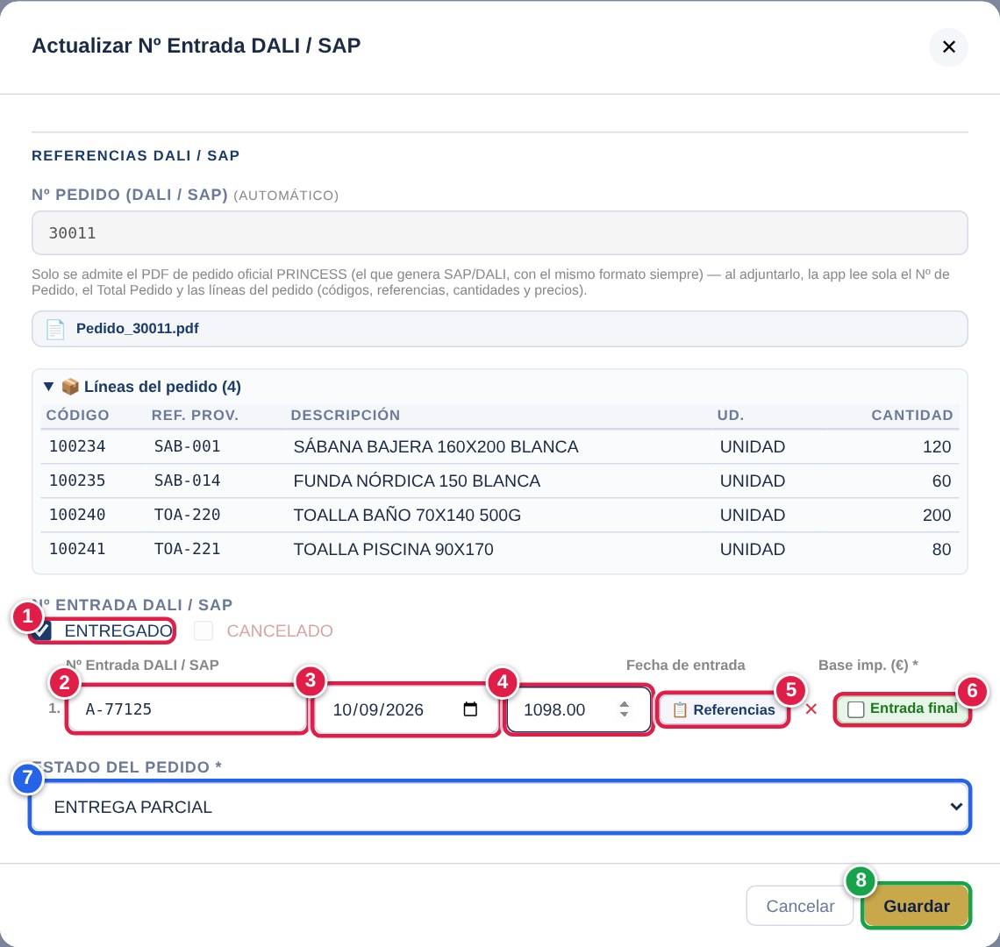 Actualizar Nº Entrada DALI / SAP
✕
REFERENCIAS DALI / SAP
Nº PEDIDO (DALI / SAP) (AUTOMÁTICO)
30011
Solo se admite el PDF de pedido oficial PRINCESS (el que genera SAP/DALI, con el mismo formato siempre) — al adjuntarlo, la app lee sola el Nº de
Pedido, el Total Pedido y las líneas del pedido (códigos, referencias, cantidades y precios).
Pedido_30011.pdf
Líneas del pedido (4)
CÓDIGO REF. PROV. DESCRIPCIÓN UD. CANTIDAD
100234 SAB-001 SÁBANA BAJERA 160X200 BLANCA UNIDAD 120
100235 SAB-014 FUNDA NÓRDICA 150 BLANCA UNIDAD 60
100240 TOA-220 TOALLA BAÑO 70X140 500G UNIDAD 200
100241 TOA-221 TOALLA PISCINA 90X170 UNIDAD 80
Nº ENTRADA DALI / SAP
1 ENTREGADO CANCELADO
Nº Entrada DALI / SAP Fecha de entrada Base imp. (€) *
2 3 4 5 6
1. A-77125 10/09/2026 1098.00 Referencias ✕ Entrada final
ESTADO DEL PEDIDO *
7
ENTREGA PARCIAL
8
Cancelar Guardar